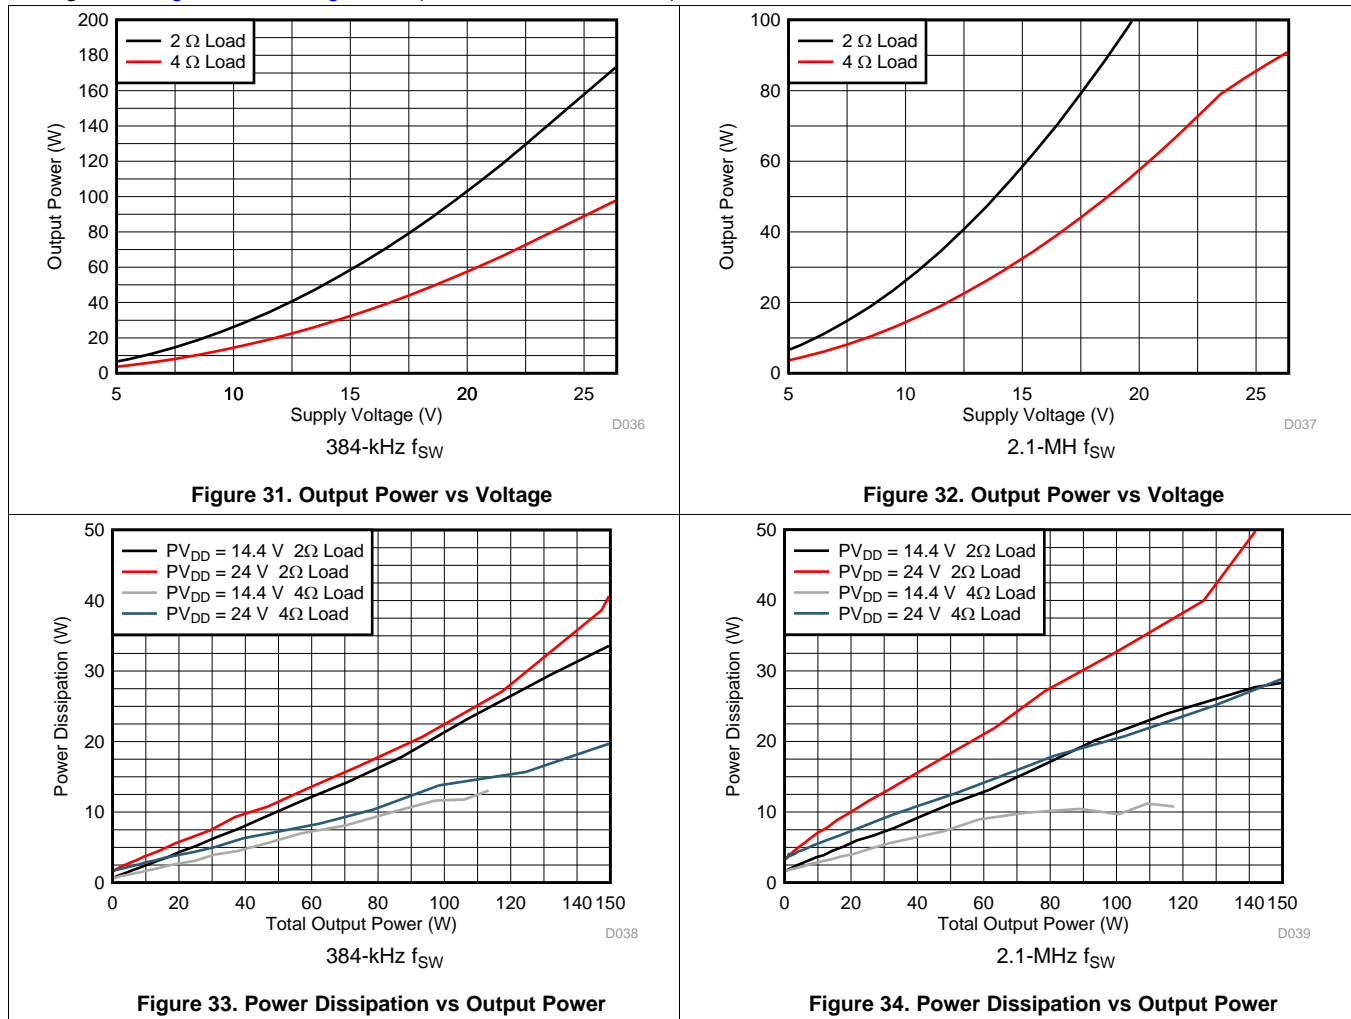 200
180
160
140
120
100
80
60
40
20
0
Output Power (W)
2 Ω Load
4 Ω Load
5 10 15 20 25
Supply Voltage (V)
D036
384-kHz fSW
Figure 31. Output Power vs Voltage
100
80
60
40
20
0
Output Power (W)
2 Ω Load
4 Ω Load
5 10 15 20 25
Supply Voltage (V)
D037
2.1-MH fSW
Figure 32. Output Power vs Voltage
50
40
30
20
10
0
Power Dissipation (W)
PVDD = 14.4 V 2Ω Load
PVDD = 24 V 2Ω Load
PVDD = 14.4 V 4Ω Load
PVDD = 24 V 4Ω Load
0 20 40 60 80 100 120 140 150
Total Output Power (W)
D038
384-kHz fSW
Figure 33. Power Dissipation vs Output Power
50
40
30
20
10
0
Power Dissipation (W)
PVDD = 14.4 V 2Ω Load
PVDD = 24 V 2Ω Load
PVDD = 14.4 V 4Ω Load
PVDD = 24 V 4Ω Load
0 20 40 60 80 100 120 140 150
Total Output Power (W)
D039
2.1-MHz fSW
Figure 34. Power Dissipation vs Output Power